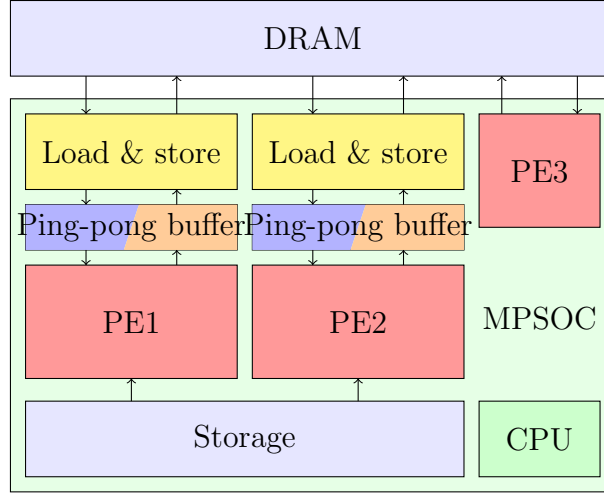 DRAM
Load & store
Load & store
PE3
Ping-pong buffer
Ping-pong buffer
PE1
PE2
MPSOC
Storage
CPU